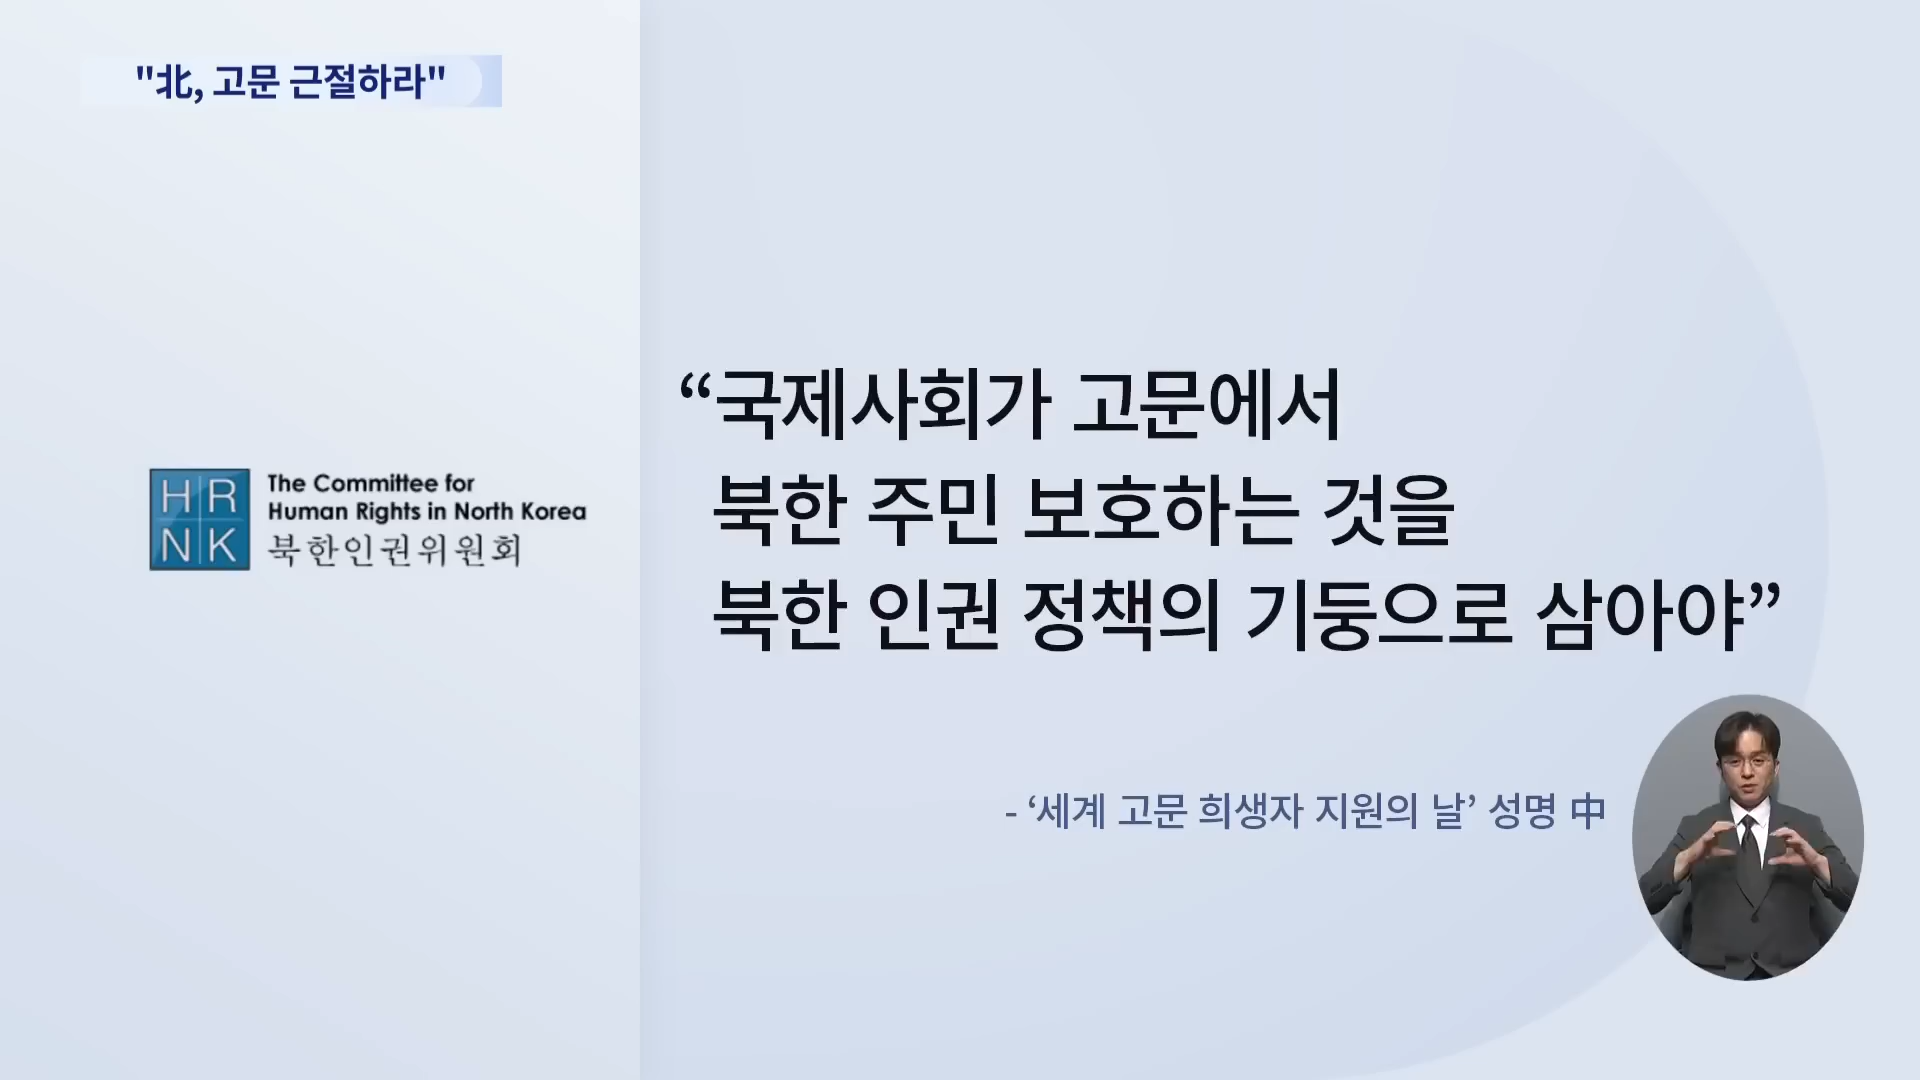 "北, 고문 근절하라"
HR
NK
The Committee for
Human Rights in North Korea
북한인권위원회
“국제사회가 고문에서
북한 주민 보호하는 것을
북한 인권 정책의 기둥으로 삼아야”
- ‘세계 고문 희생자 지원의 날’ 성명 中